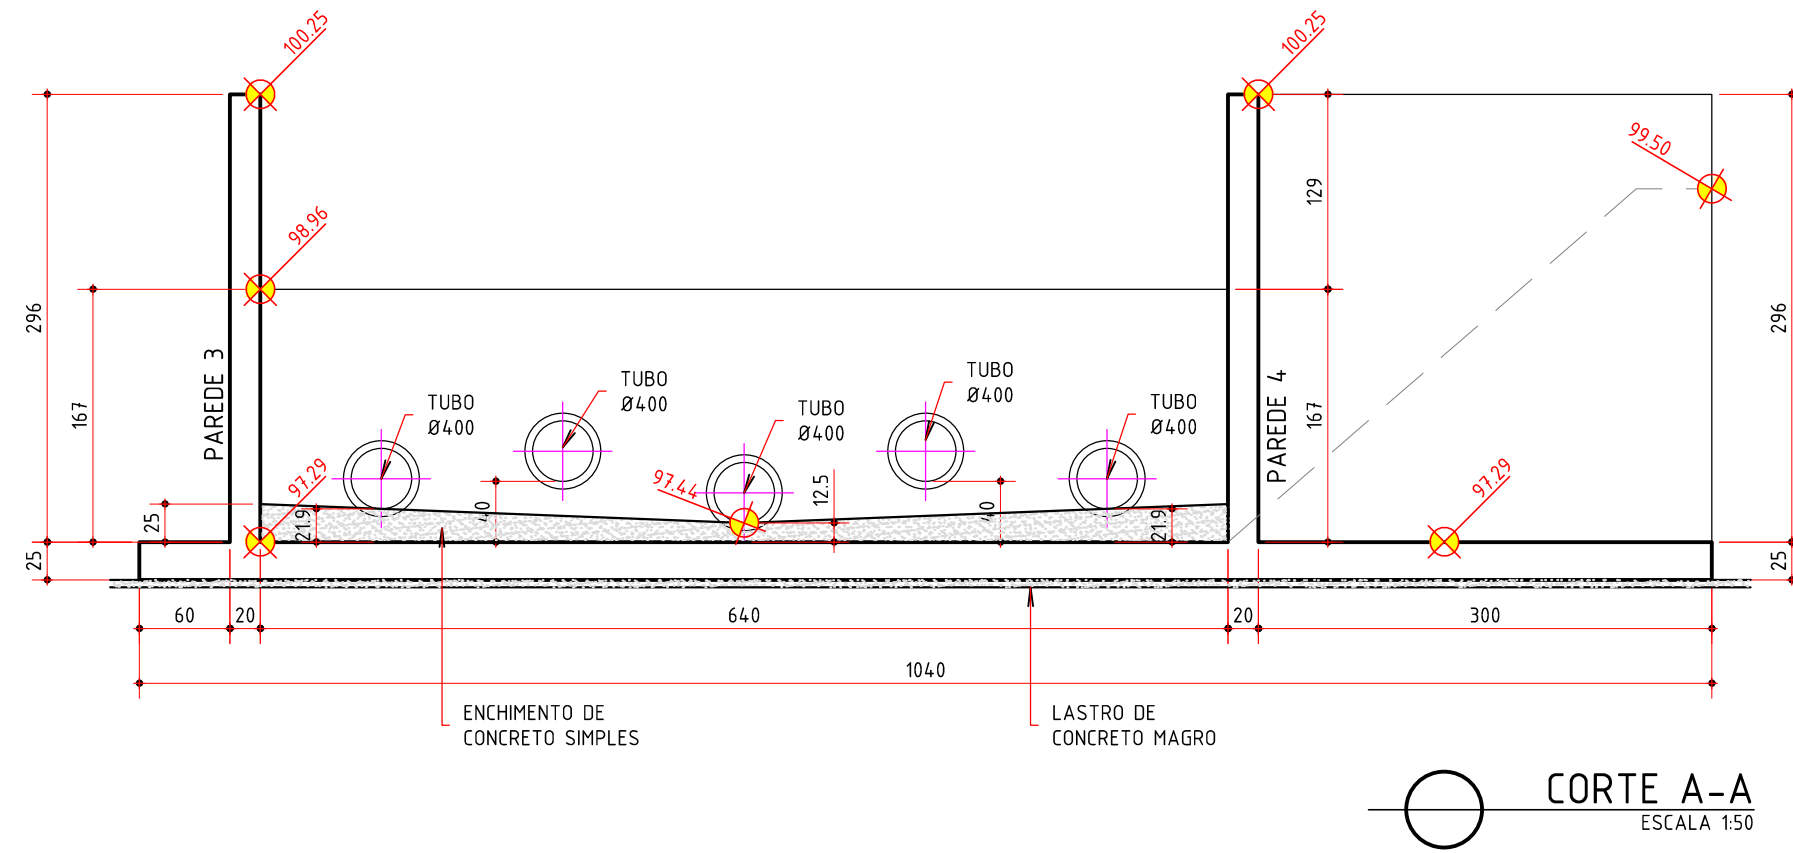 100.25
100.25
99.50
129
98.96
296
296
PAREDE 3
PAREDE 4
TUBO
Ø400
TUBO
Ø400
TUBO
Ø400
TUBO
Ø400
TUBO
Ø400
167
167
97.29
97.44
97.29
12.5
25
21.9
40
40
21.9
25
25
60
20
640
20
300
1040
ENCHIMENTO DE
CONCRETO SIMPLES
LASTRO DE
CONCRETO MAGRO
CORTE A-A
ESCALA 1:50